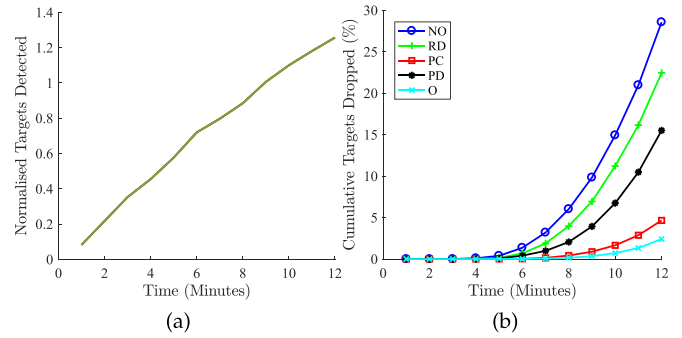 1.4
1.2
1
0.8
0.6
0.4
0.2
0
0 2 4 6 8 10 12
Normalised Targets Detected
Time (Minutes)
(a)
30
25
20
15
10
5
0
0 2 4 6 8 10 12
Cumulative Targets Dropped (%)
Time (Minutes)
NO
RD
PC
PD
O
(b)